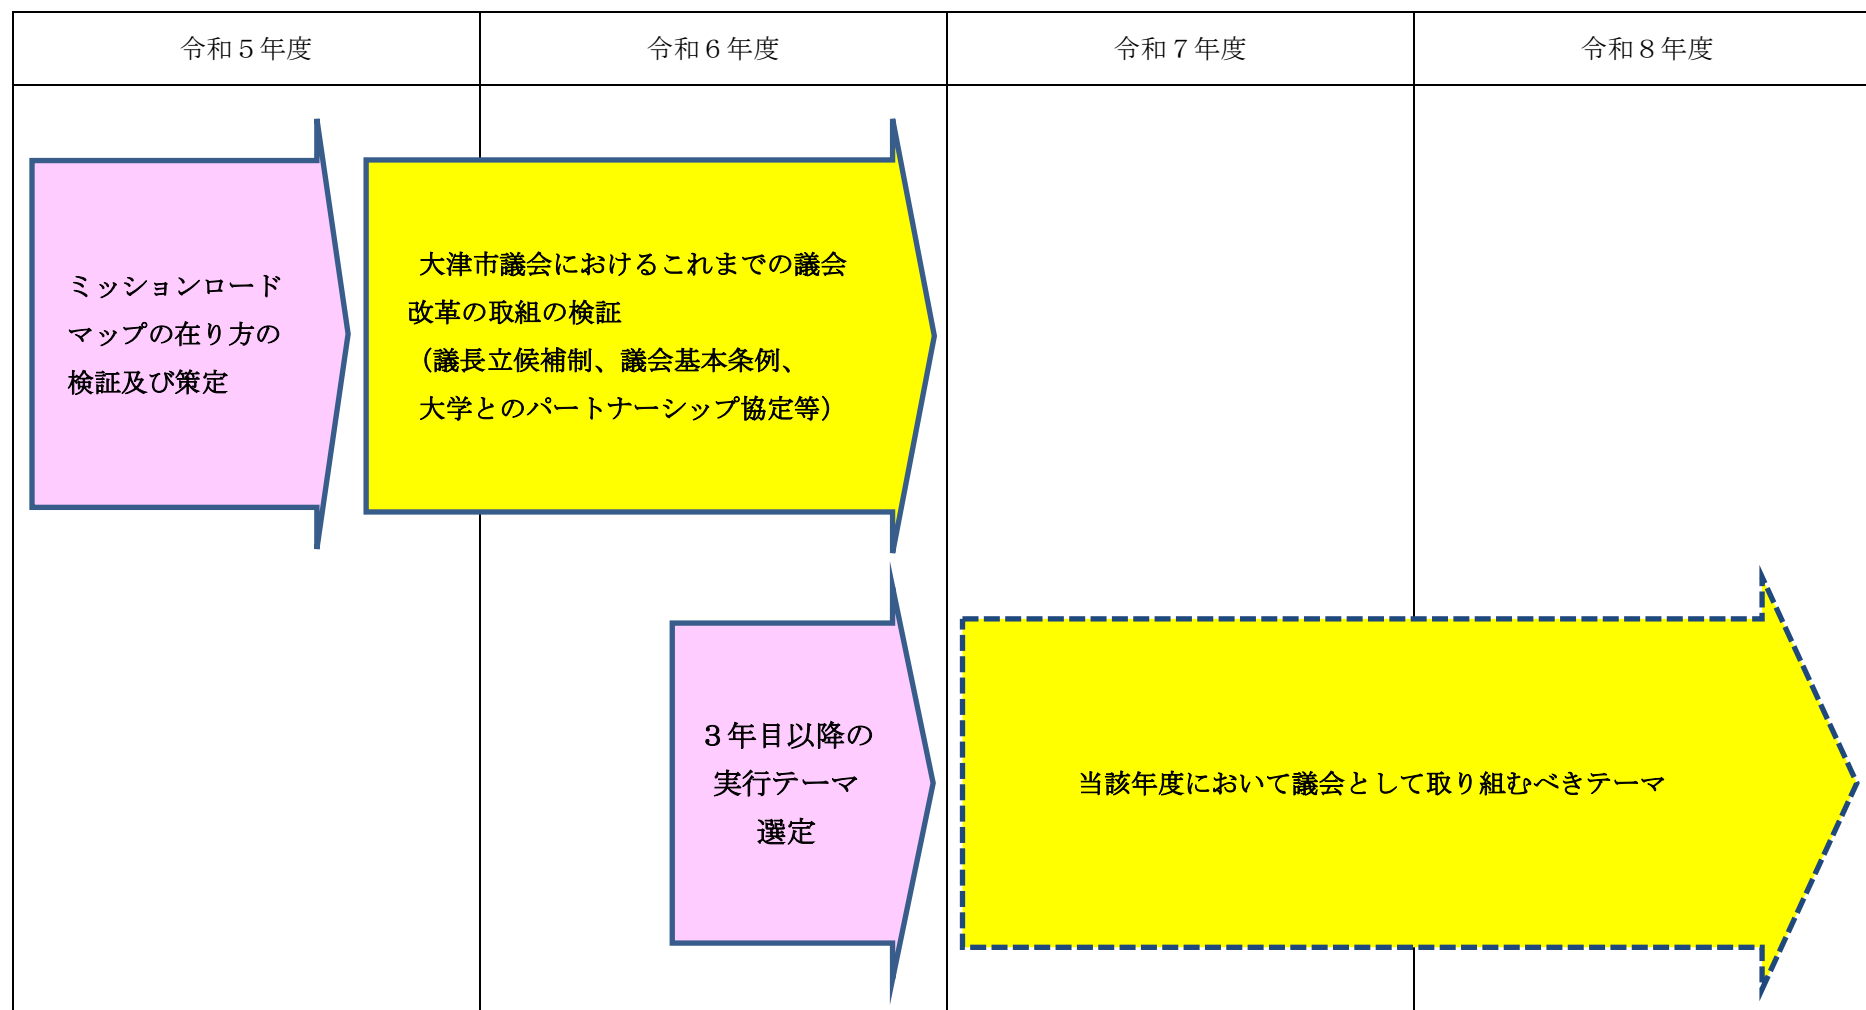 令和５年度
令和６年度
令和７年度
令和８年度
ミッションロード
マップの在り方の
検証及び策定
大津市議会におけるこれまでの議会
改革の取組の検証
（議長立候補制、議会基本条例、
大学とのパートナーシップ協定等）
３年目以降の
実行テーマ
選定
当該年度において議会として取り組むべきテーマ